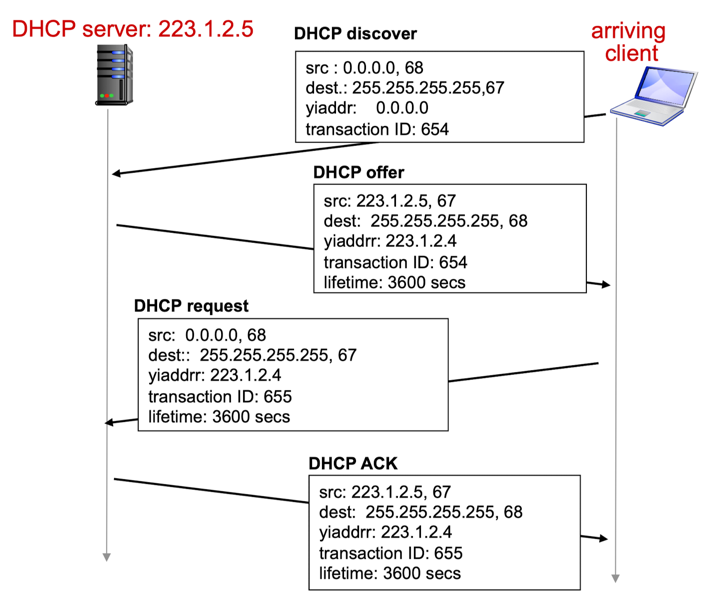 DHCP server: 223.1.2.5
arriving
client
DHCP discover
src : 0.0.0.0, 68
dest.: 255.255.255.255,67
yiaddr: 0.0.0.0
transaction ID: 654
DHCP offer
src: 223.1.2.5, 67
dest: 255.255.255.255, 68
yiaddrr: 223.1.2.4
transaction ID: 654
lifetime: 3600 secs
DHCP request
src: 0.0.0.0, 68
dest:: 255.255.255.255, 67
yiaddrr: 223.1.2.4
transaction ID: 655
lifetime: 3600 secs
DHCP ACK
src: 223.1.2.5, 67
dest: 255.255.255.255, 68
yiaddrr: 223.1.2.4
transaction ID: 655
lifetime: 3600 secs